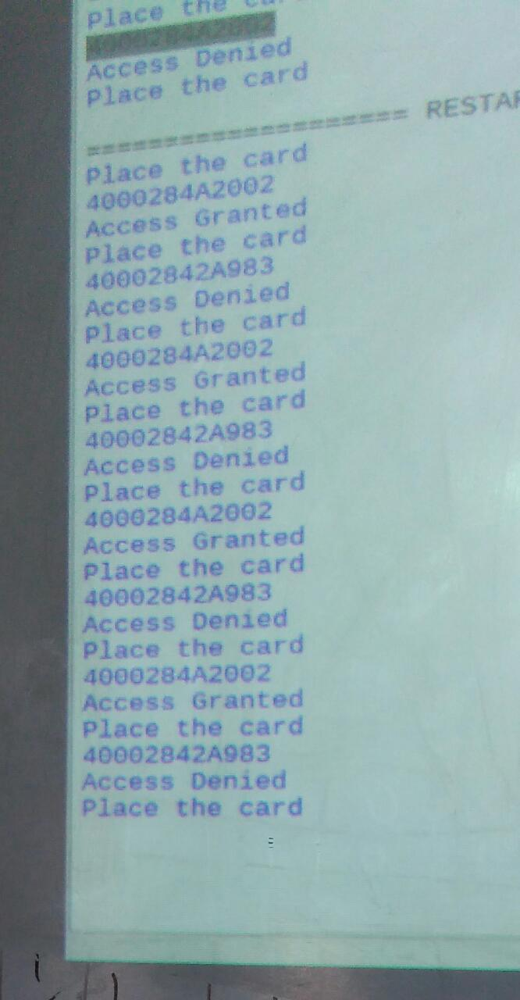 Place the
4000284A2002
Access Denied
Place the card
===================== RESTAR
Place the card
4000284A2002
Access Granted
Place the card
40002842A983
Access Denied
Place the card
4000284A2002
Access Granted
Place the card
40002842A983
Access Denied
Place the card
4000284A2002
Access Granted
Place the card
40002842A983
Access Denied
Place the card
4000284A2002
Access Granted
Place the card
40002842A983
Access Denied
Place the card